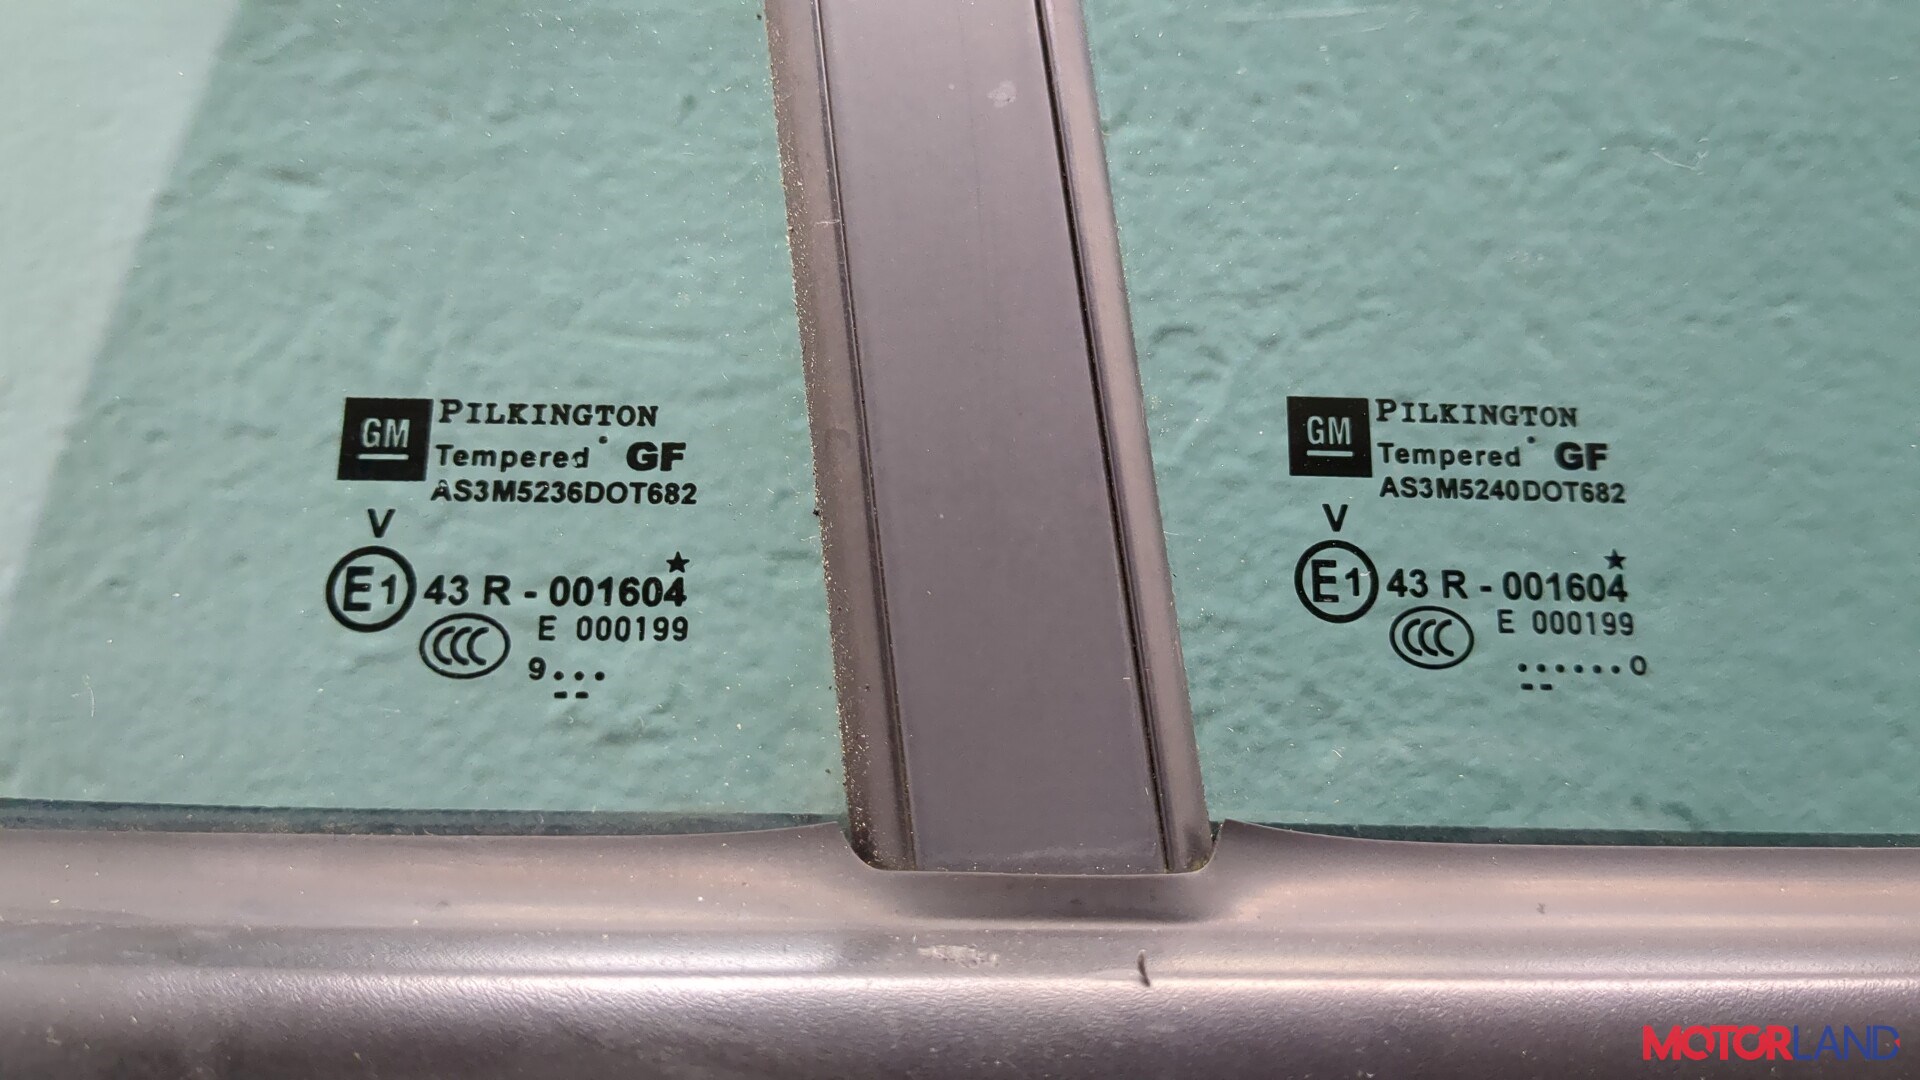 GM PILKINGTON
Tempered GF
AS3M5236DOT682
V
E1 43 R - 001604
CCC E 000199
9...
--
GM PILKINGTON
Tempered GF
AS3M5240DOT682
V
E1 43 R - 001604
CCC E 000199
......0
--
MOTORLAND